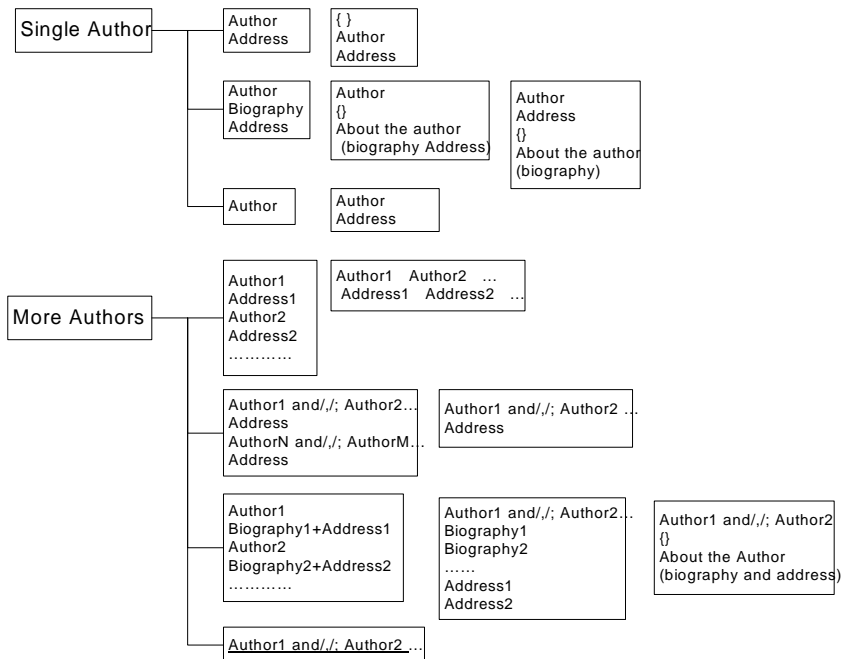 Single Author
Author
Address
{ }
Author
Address
Author
Biography
Address
Author
{}
About the author
(biography Address)
Author
Address
{}
About the author
(biography)
Author
Author
Address
More Authors
Author1
Address1
Author2
Address2
…………
Author1 Author2 …
Address1 Address2 …
Author1 and/,/; Author2…
Address
AuthorN and/,/; AuthorM…
Address
Author1 and/,/; Author2 …
Address
Author1
Biography1+Address1
Author2
Biography2+Address2
…………
Author1 and/,/; Author2…
Biography1
Biography2
……
Address1
Address2
Author1 and/,/; Author2
{}
About the Author
(biography and address)
Author1 and/,/; Author2 …